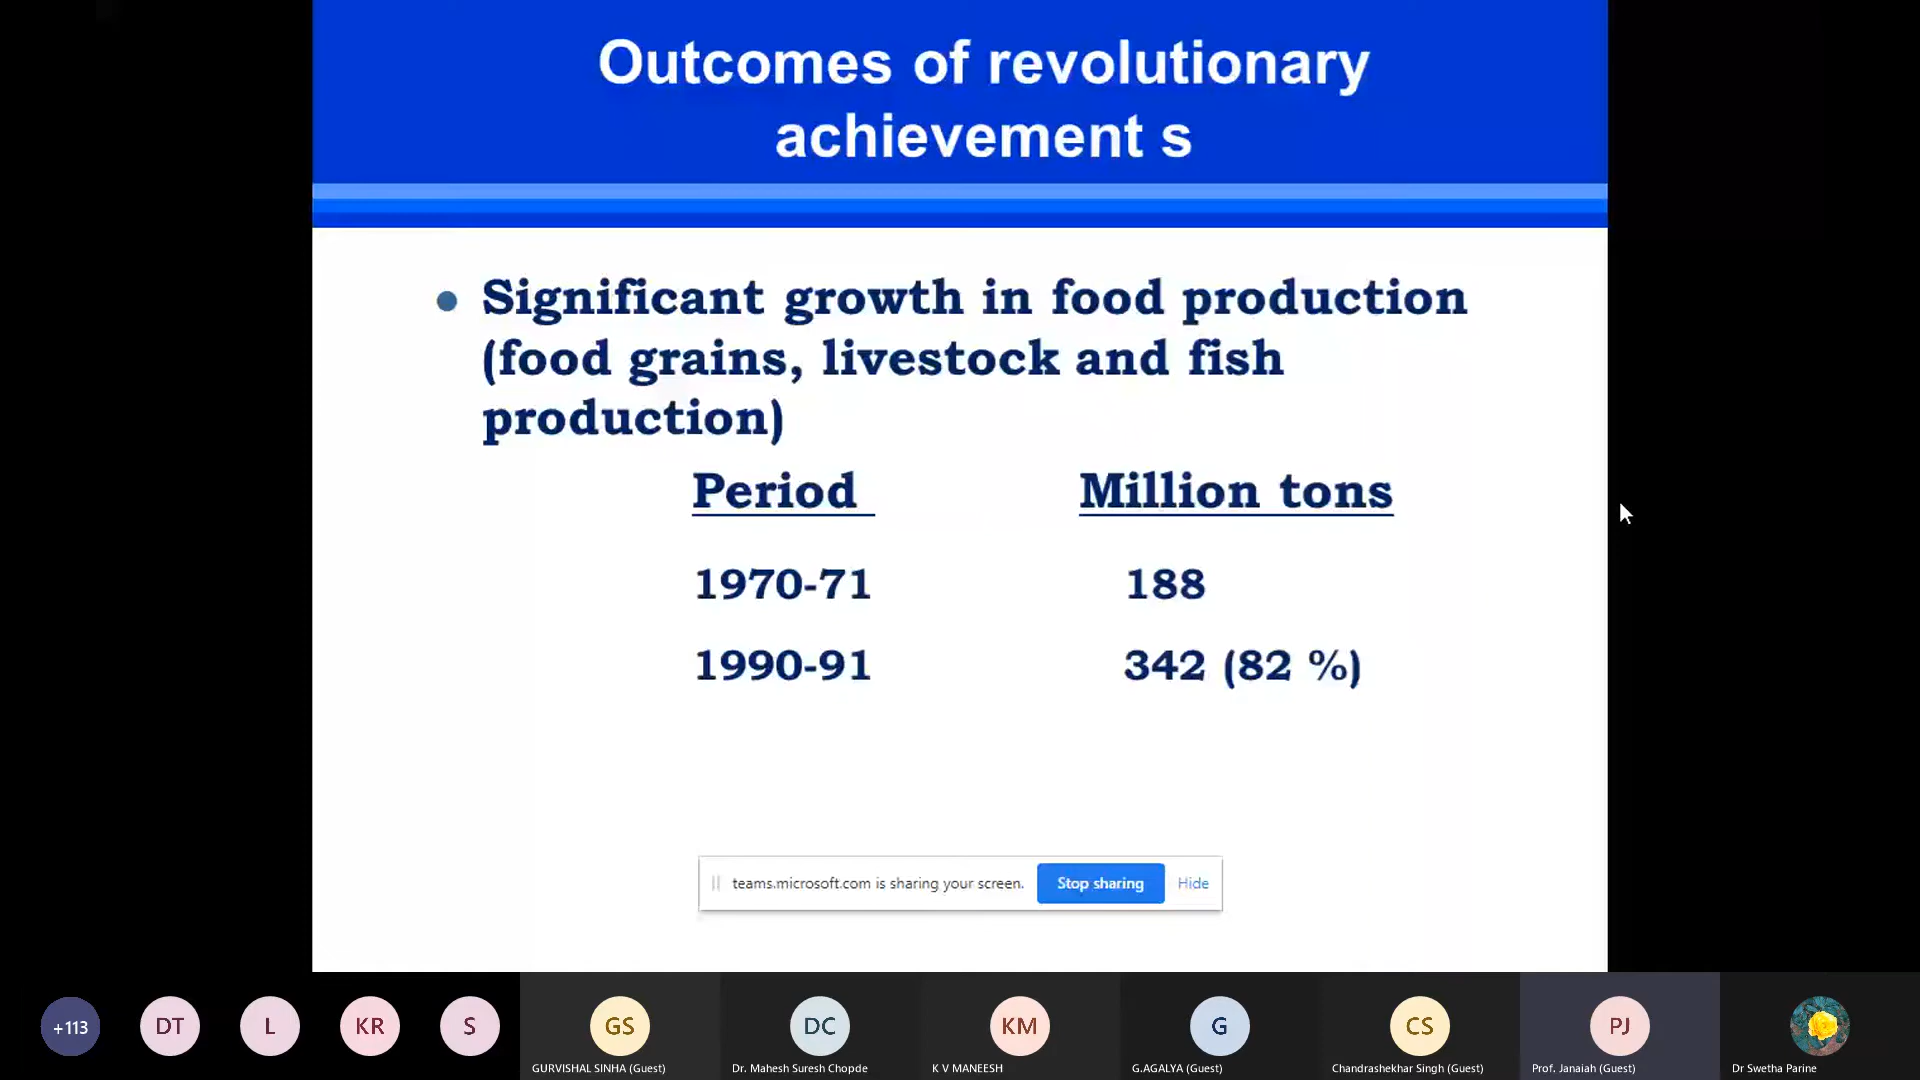 Outcomes of revolutionary
achievement s
Significant growth in food production
(food grains, livestock and fish
production)
Period Million tons
1970-71 188
1990-91 342 (82 %)
teams.microsoft.com is sharing your screen. Stop sharing Hide
+113 DT L KR S GS DC KM G CS PJ
GURVISHAL SINHA (Guest) Dr. Mahesh Suresh Chopde K V MANEESH G.AGALYA (Guest) Chandrashekhar Singh (Guest) Prof. Janaiah (Guest) Dr Swetha Parine